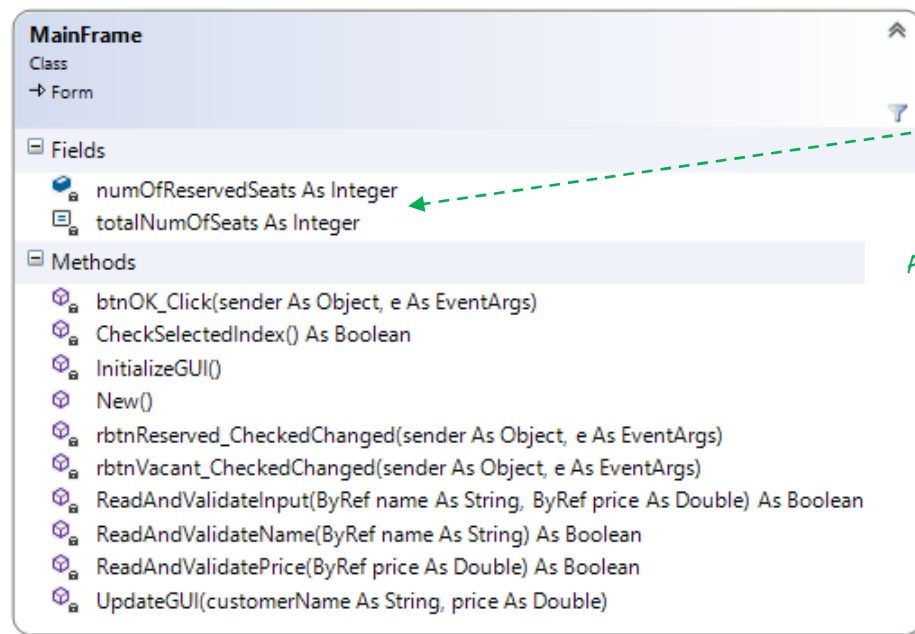 MainFrame
Class
Form
Fields
numOfReservedSeats As Integer
totalNumOfSeats As Integer
Methods
btnOK_Click(sender As Object, e As EventArgs)
CheckSelectedIndex() As Boolean
InitializeGUI()
New()
rbtnReserved_CheckedChanged(sender As Object, e As EventArgs)
rbtnVacant_CheckedChanged(sender As Object, e As EventArgs)
ReadAndValidateInput(ByRef name As String, ByRef price As Double) As Boolean
ReadAndValidateName(ByRef name As String) As Boolean
ReadAndValidatePrice(ByRef price As Double) As Boolean
UpdateGUI(customerName As String, price As Double)